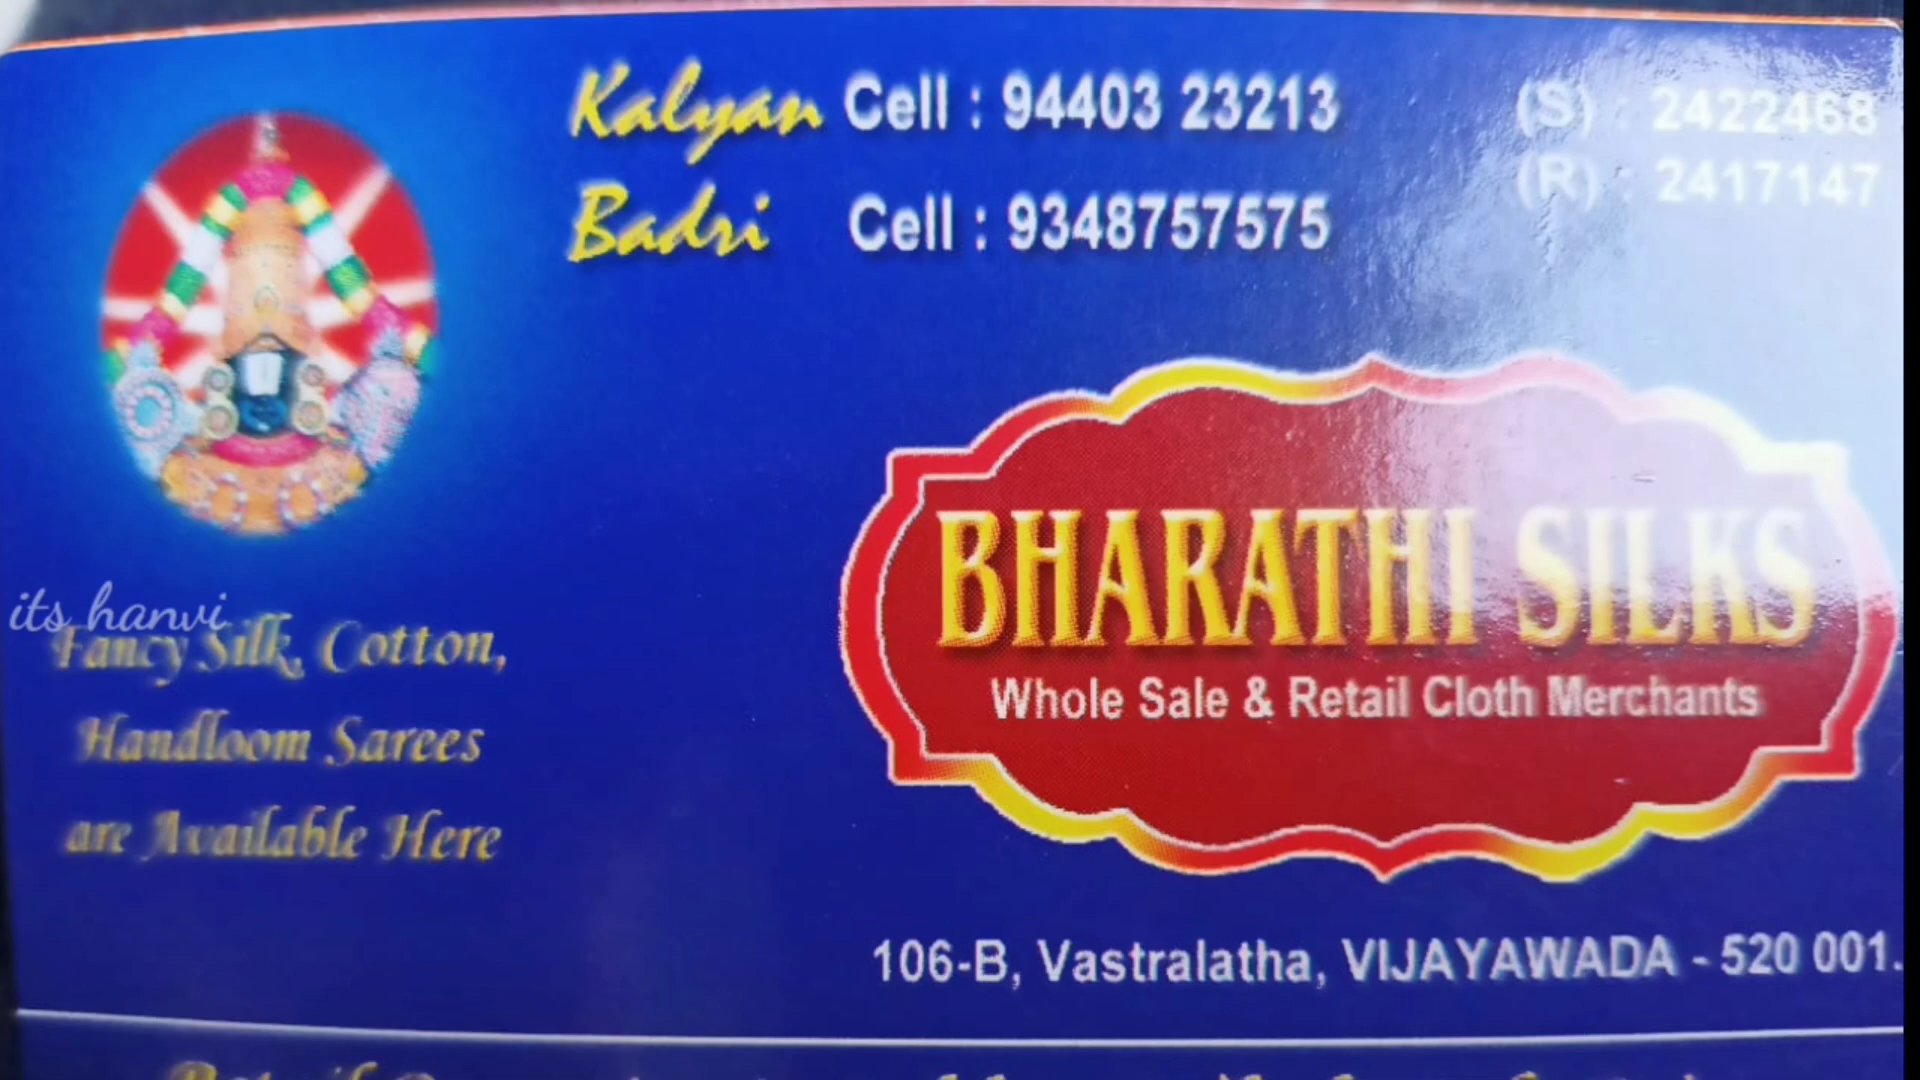 Kalyan Cell : 94403 23213
(S) : 2422468
(R) : 2417147
Badri Cell : 9348757575
BHARATHI SILKS
Whole Sale & Retail Cloth Merchants
its hanvi
Fancy Silk, Cotton,
Handloom Sarees
are Available Here
106-B, Vastralatha, VIJAYAWADA - 520 001.